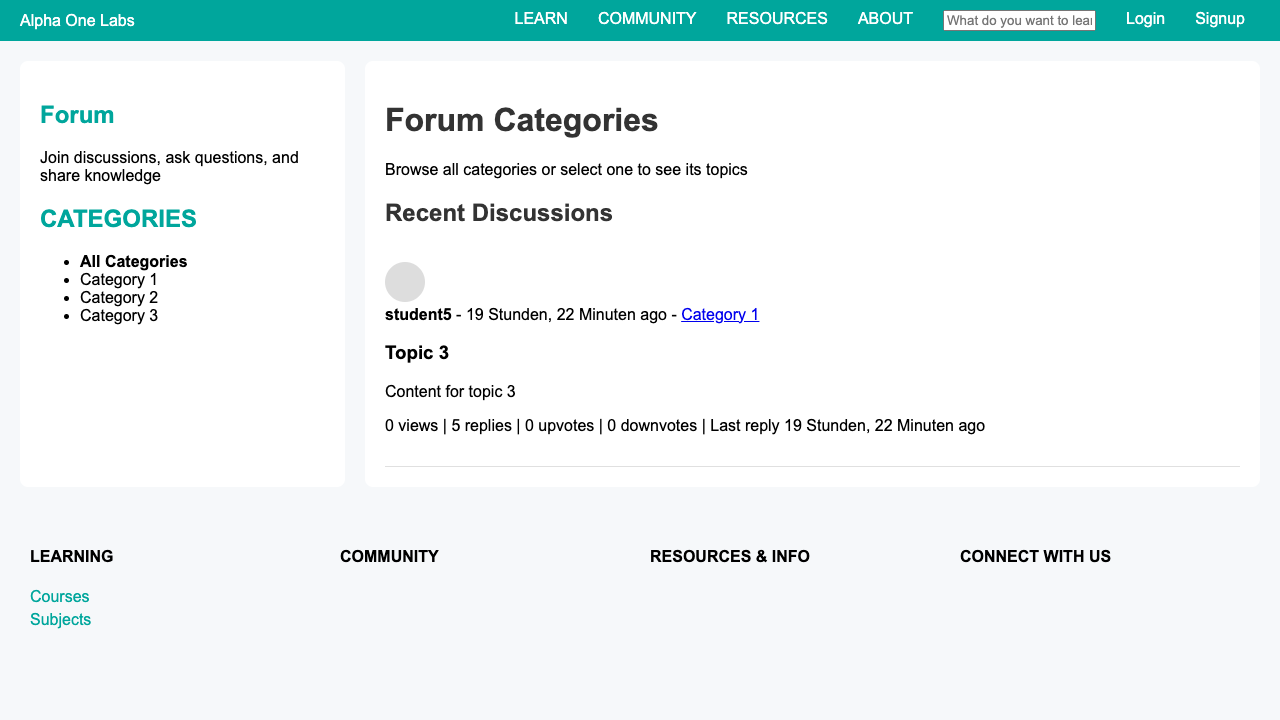 Alpha One Labs
LEARN COMMUNITY RESOURCES ABOUT What do you want to lear Login Signup
Forum
Join discussions, ask questions, and
share knowledge
CATEGORIES
All Categories
Category 1
Category 2
Category 3
Forum Categories
Browse all categories or select one to see its topics
Recent Discussions
student5 - 19 Stunden, 22 Minuten ago - Category 1
Topic 3
Content for topic 3
0 views | 5 replies | 0 upvotes | 0 downvotes | Last reply 19 Stunden, 22 Minuten ago
LEARNING
Courses
Subjects
COMMUNITY
RESOURCES & INFO
CONNECT WITH US